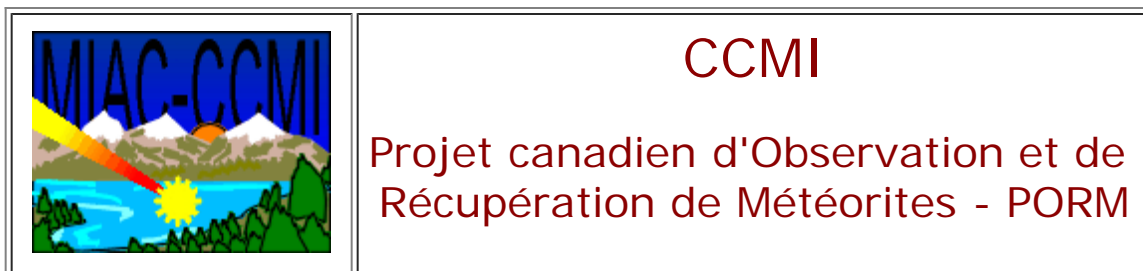 MIAC-CCMI
CCMI
Projet canadien d'Observation et de
Récupération de Météorites - PORM